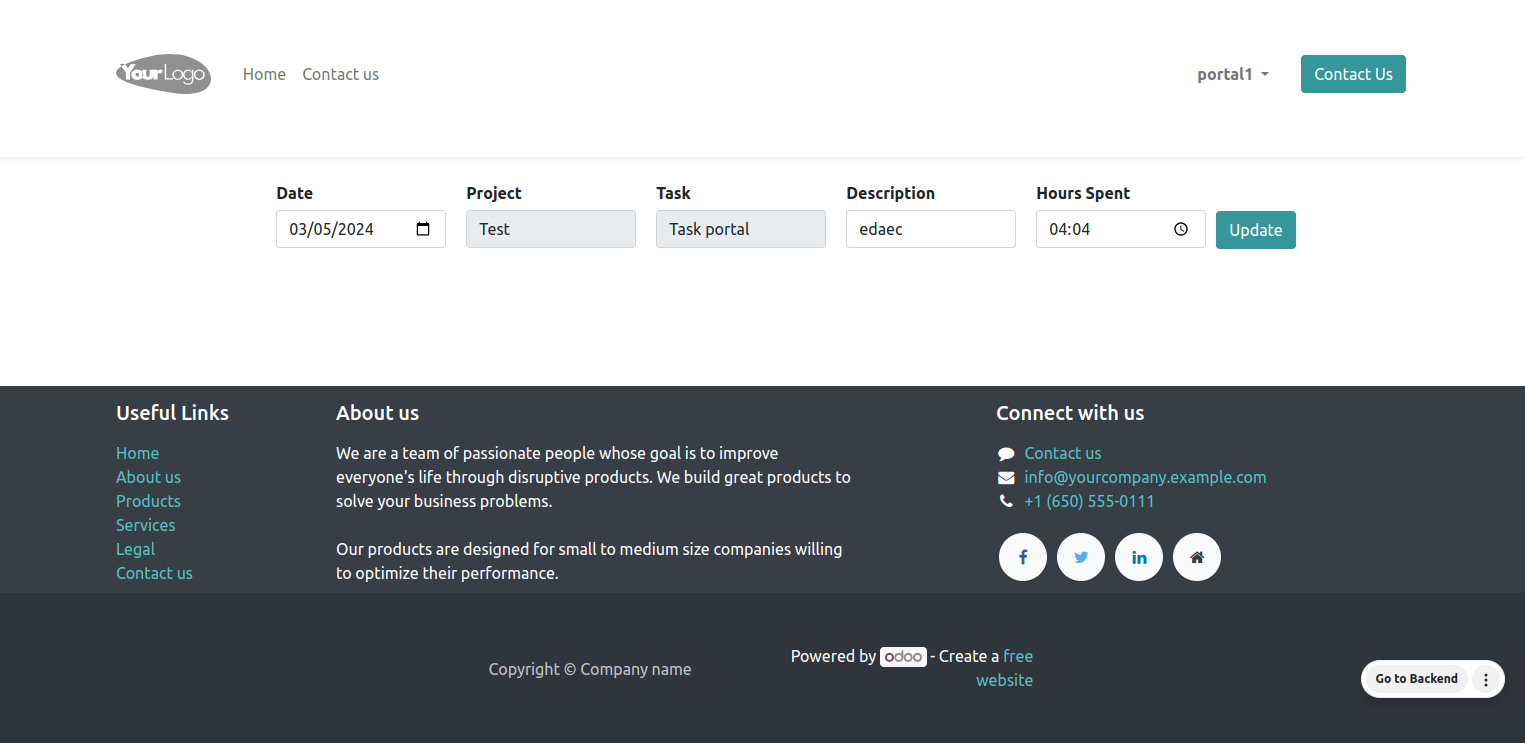 YourLogo
Home
Contact us
portal1
Contact Us
Date
Project
Task
Description
Hours Spent
03/05/2024
Test
Task portal
edaec
04:04
Update
Useful Links
Home
About us
Products
Services
Legal
Contact us
About us
We are a team of passionate people whose goal is to improve
everyone's life through disruptive products. We build great products to
solve your business problems.
Our products are designed for small to medium size companies willing
to optimize their performance.
Connect with us
Contact us
info@yourcompany.example.com
+1 (650) 555-0111
Copyright © Company name
Powered by odoo - Create a free
website
Go to Backend